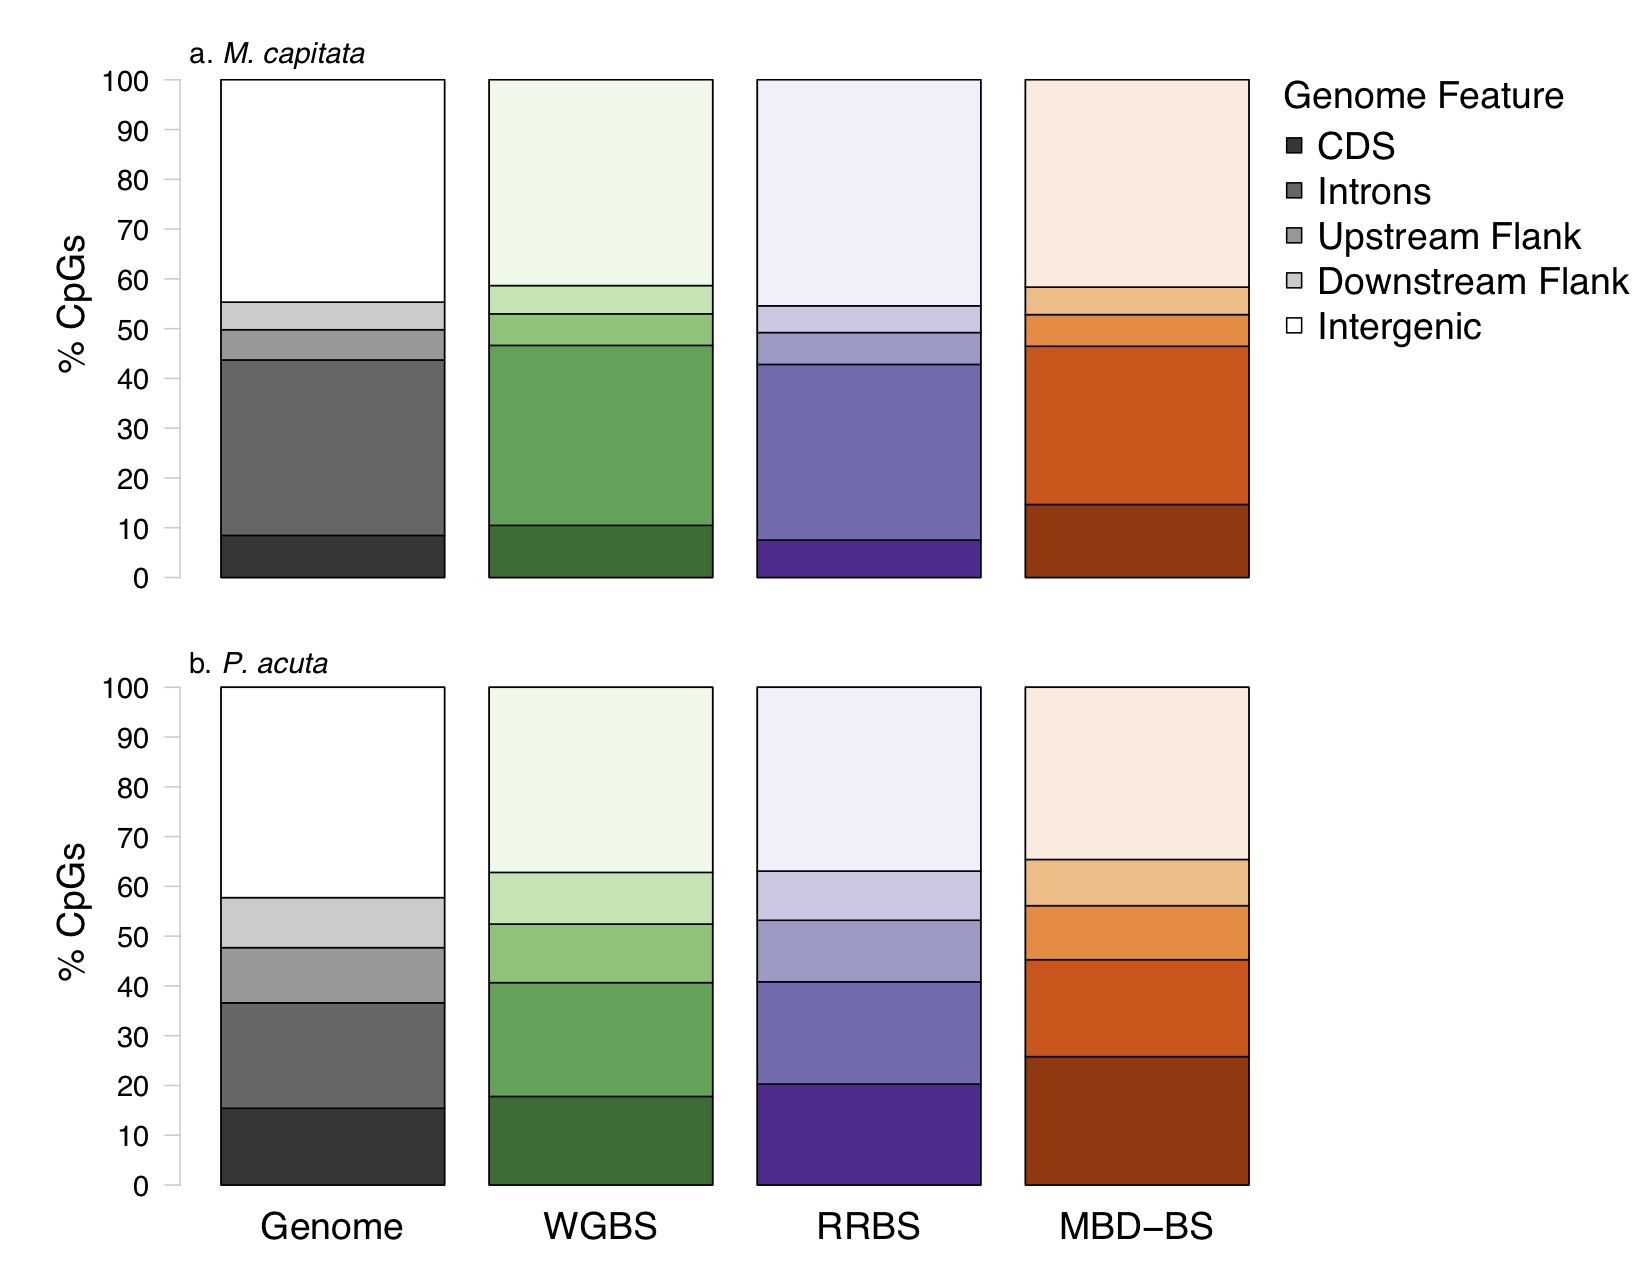 a. M. capitata
100
90
80
70
60
50
40
30
20
10
0
% CpGs
Genome Feature
CDS
Introns
Upstream Flank
Downstream Flank
Intergenic
b. P. acuta
100
90
80
70
60
50
40
30
20
10
0
% CpGs
Genome WGBS RRBS MBD−BS